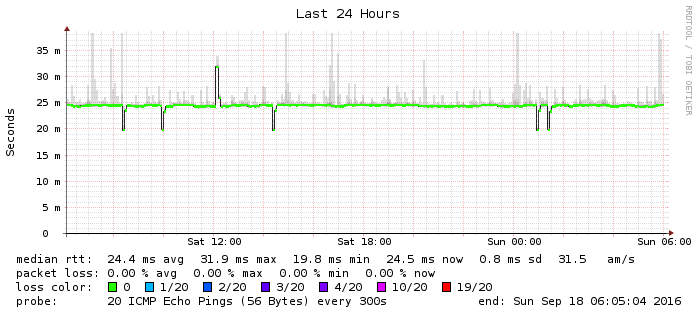 Last 24 Hours
RRDTOOL / TOBI OETIKER
Seconds
35 m
30 m
25 m
20 m
15 m
10 m
5 m
0
Sat 12:00 Sat 18:00 Sun 00:00 Sun 06:00
median rtt: 24.4 ms avg 31.9 ms max 19.8 ms min 24.5 ms now 0.8 ms sd 31.5 am/s
packet loss: 0.00 % avg 0.00 % max 0.00 % min 0.00 % now
loss color: 0 1/20 2/20 3/20 4/20 10/20 19/20
probe: 20 ICMP Echo Pings (56 Bytes) every 300s end: Sun Sep 18 06:05:04 2016